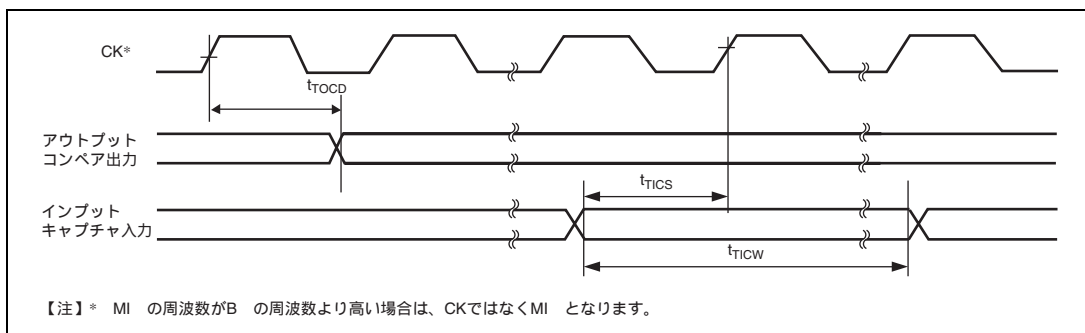 CK*
tTOCD
アウトプット
コンペア出力
tTICS
インプット
キャプチャ入力
tTICW
【注】* MI の周波数がB の周波数より高い場合は、CKではなくMI となります。